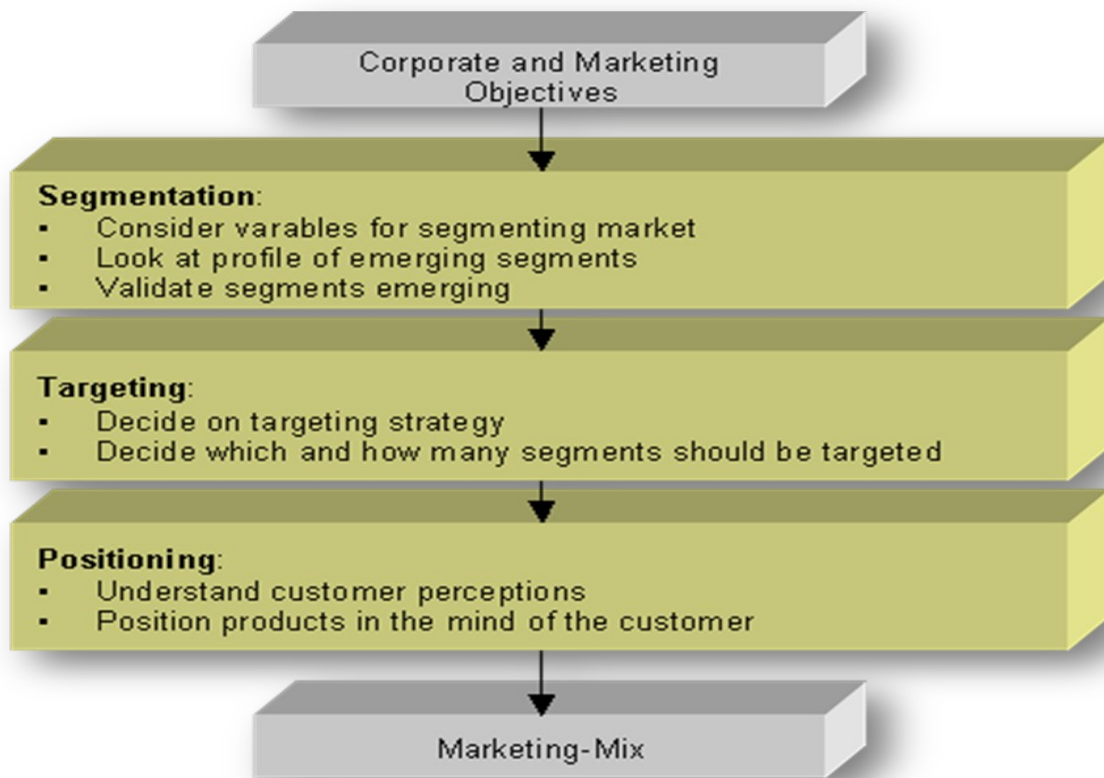 Corporate and Marketing
Objectives
Segmentation:
▪ Consider varables for segmenting market
▪ Look at profile of emerging segments
▪ Validate segments emerging
Targeting:
▪ Decide on targeting strategy
▪ Decide which and how many segments should be targeted
Positioning:
▪ Understand customer perceptions
▪ Position products in the mind of the customer
Marketing-Mix